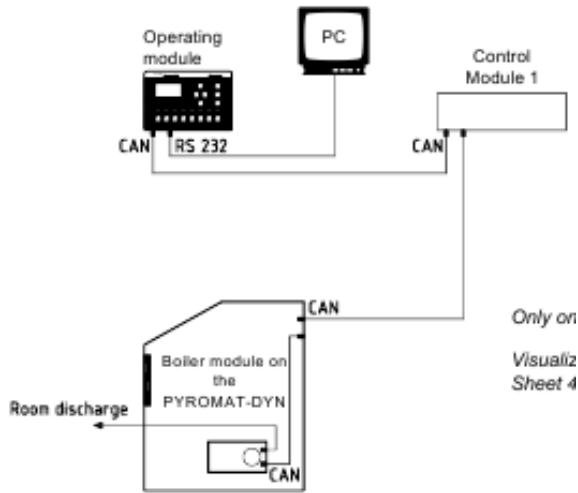 Operating
module
PC
Control
Module 1
CAN
RS 232
CAN
CAN
Only on
Visualiz
Sheet 4
Boiler module on
the
PYROMAT-DYN
Room discharge
CAN